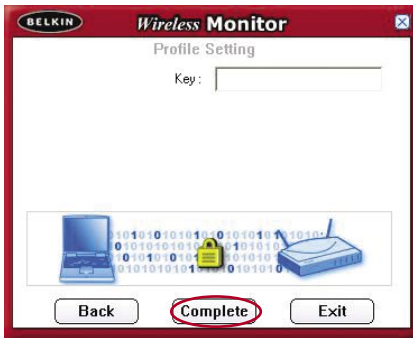 BELKIN
Wireless Monitor
Profile Setting
Key:
Back
Complete
Exit